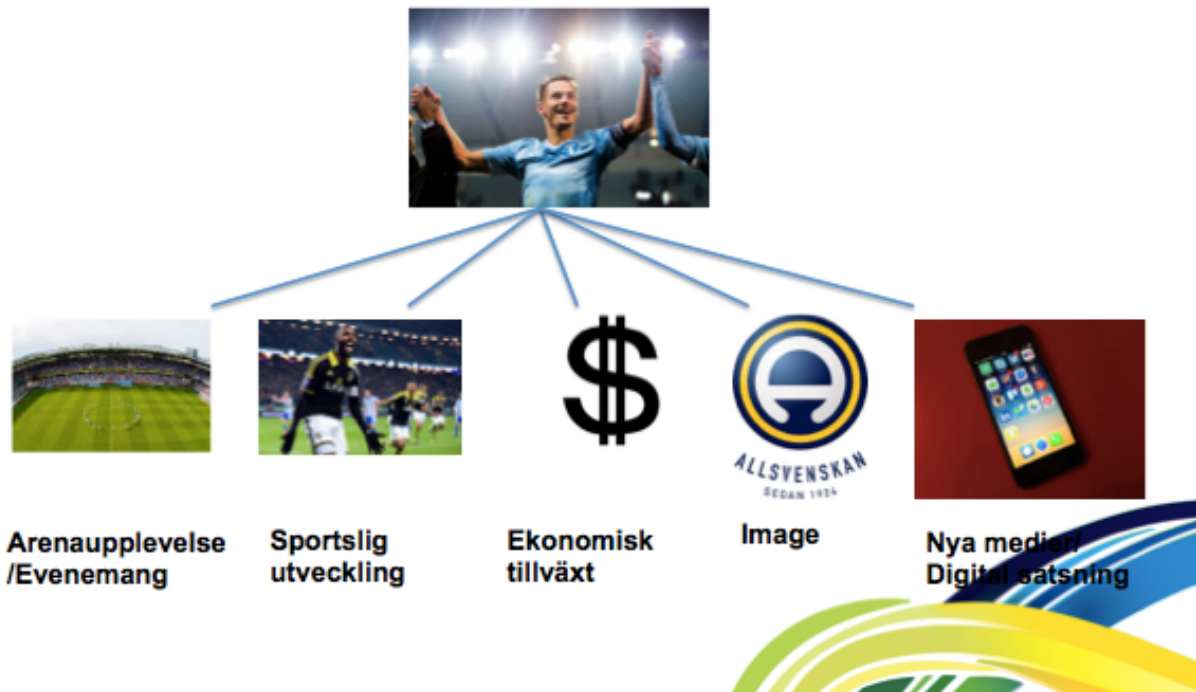 ALLSVENSKAN
SEDAN 1924
Arenaupplevelse
/Evenemang
Sportslig
utveckling
Ekonomisk
tillväxt
Image
Nya medier/
Digital satsning